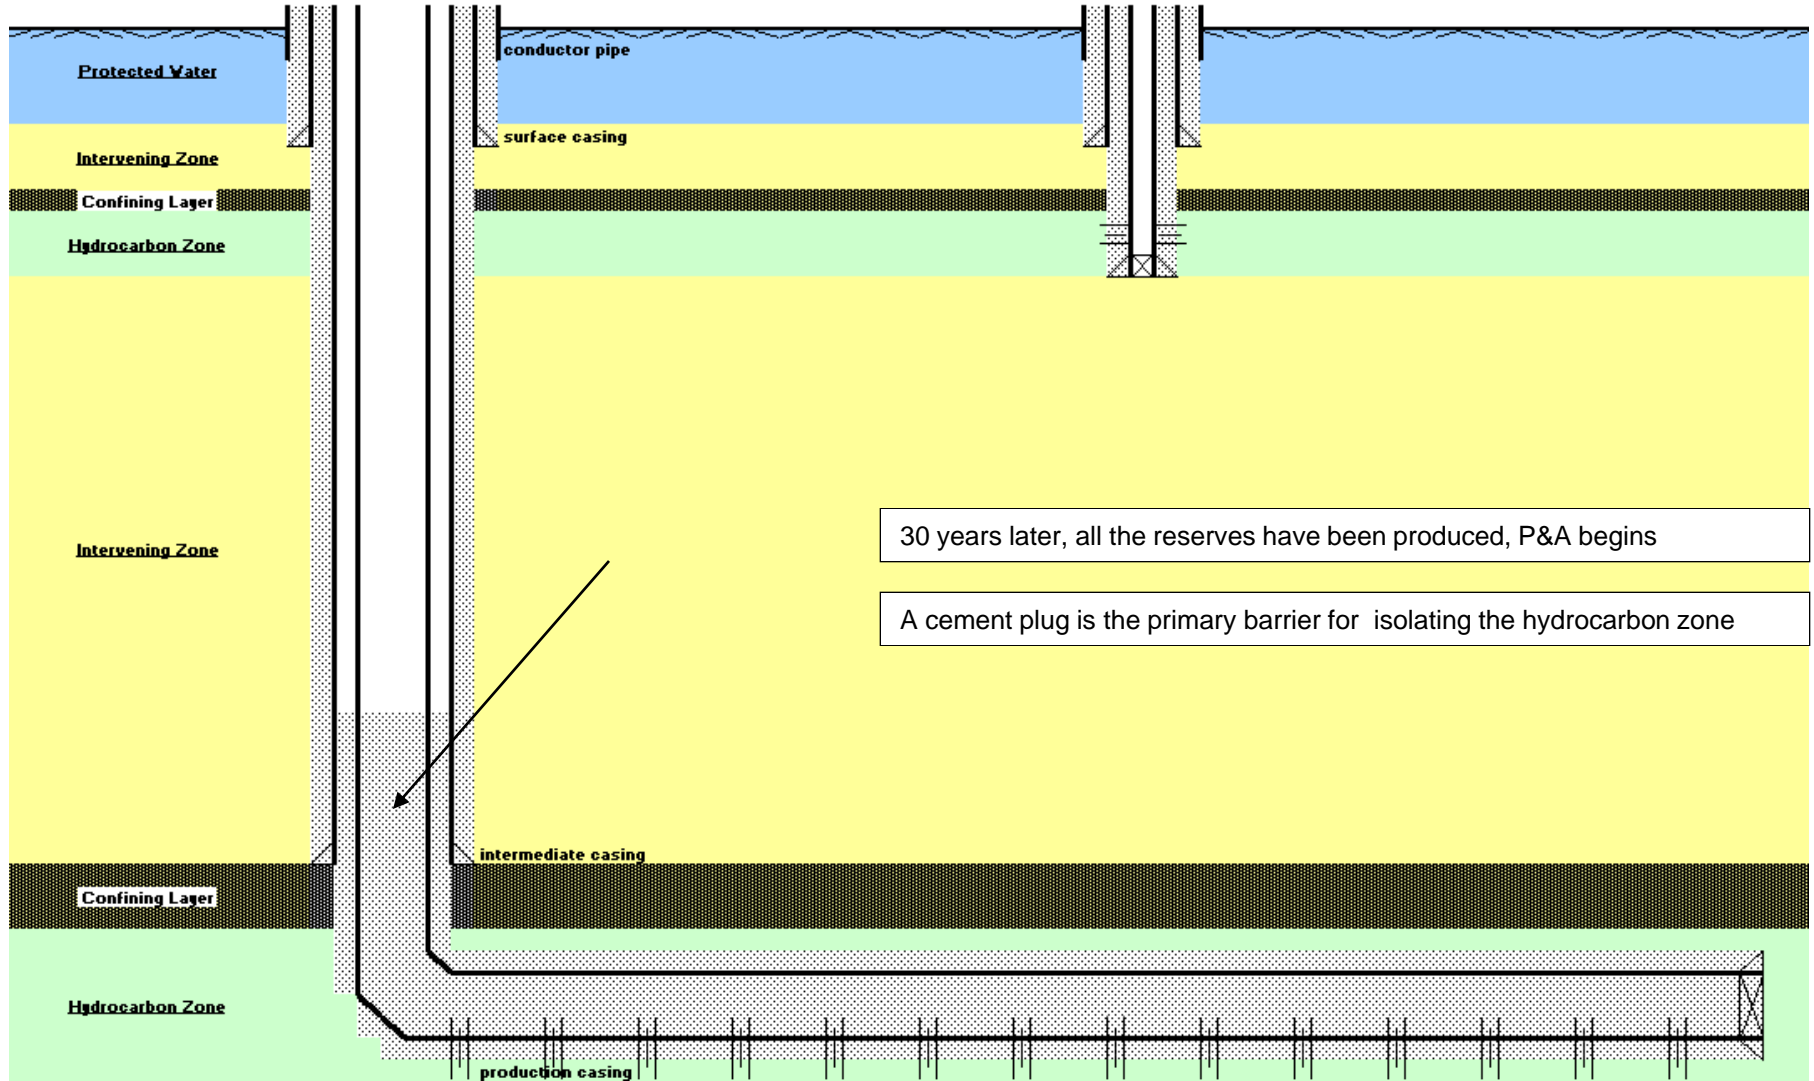 conductor pipe
Protected Water
surface casing
Intervening Zone
Confining Layer
Hydrocarbon Zone
30 years later, all the reserves have been produced, P&A begins
Intervening Zone
A cement plug is the primary barrier for isolating the hydrocarbon zone
intermediate casing
Confining Layer
Hydrocarbon Zone
production casing